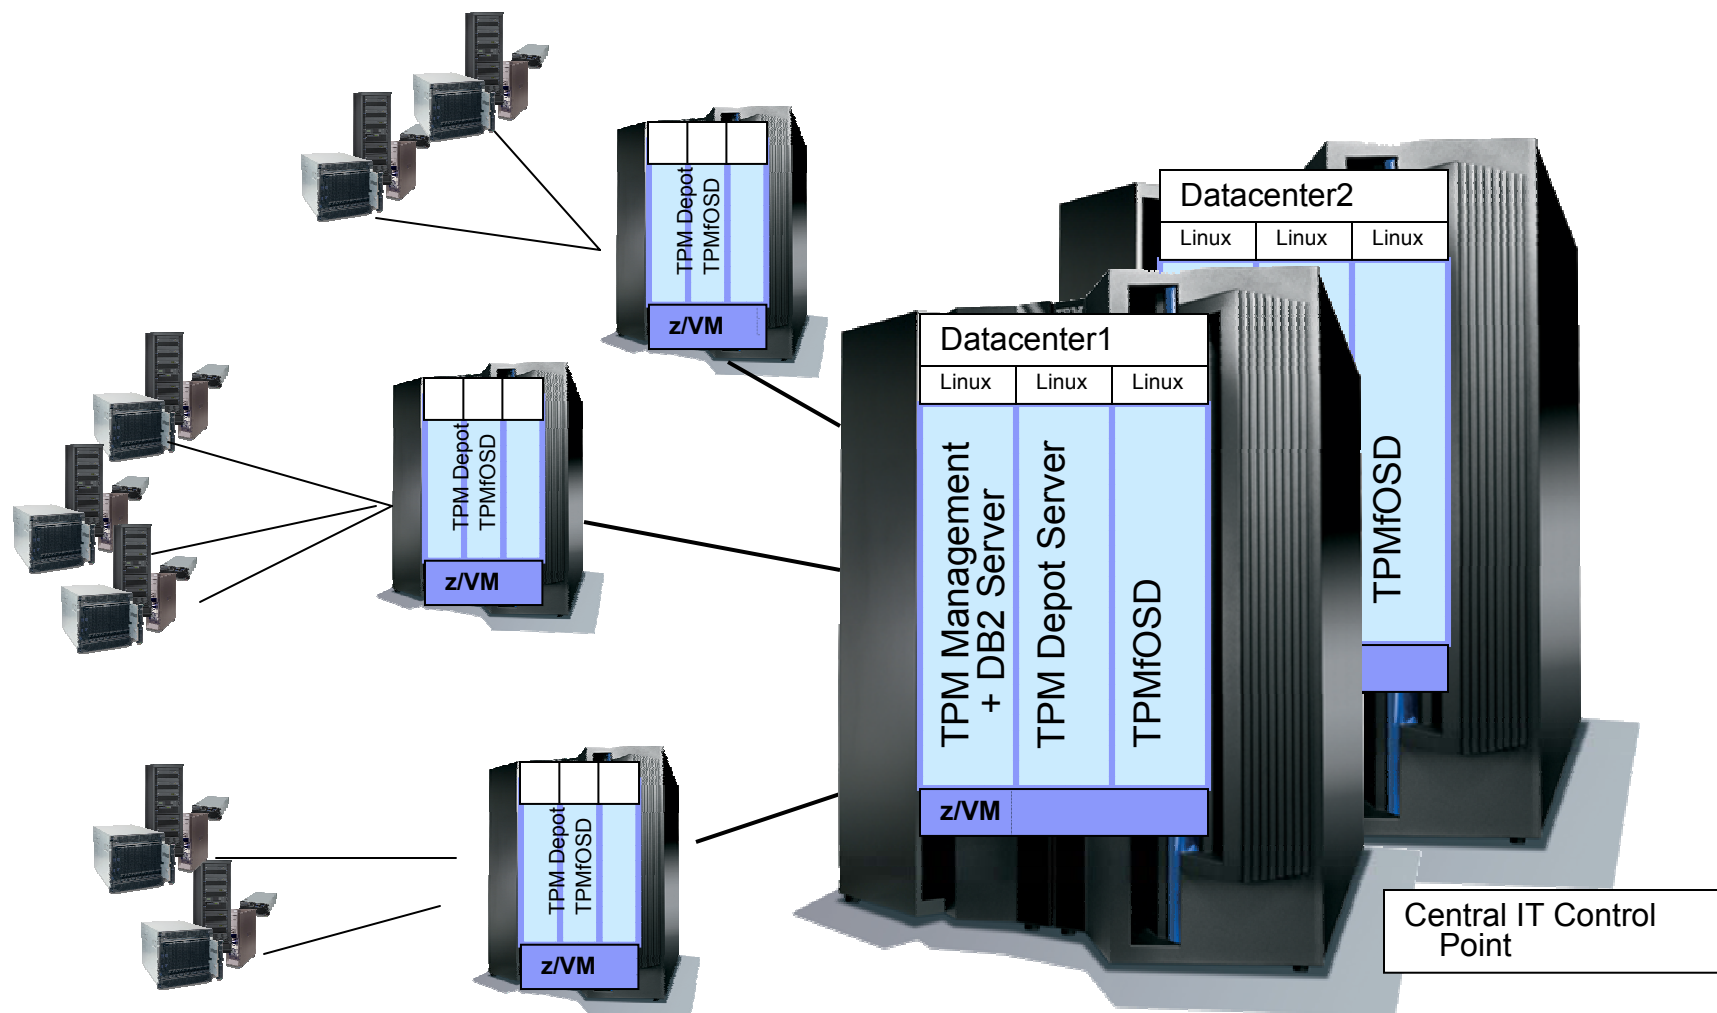 TPM Depot
TPMfOSD
z/VM
TPM Depot
TPMfOSD
z/VM
TPM Depot
TPMfOSD
z/VM
Datacenter2
Linux
Linux
Linux
TPMfOSD
Datacenter1
Linux
Linux
Linux
TPM Management
+ DB2 Server
TPM Depot Server
TPMfOSD
z/VM
Central IT Control
Point